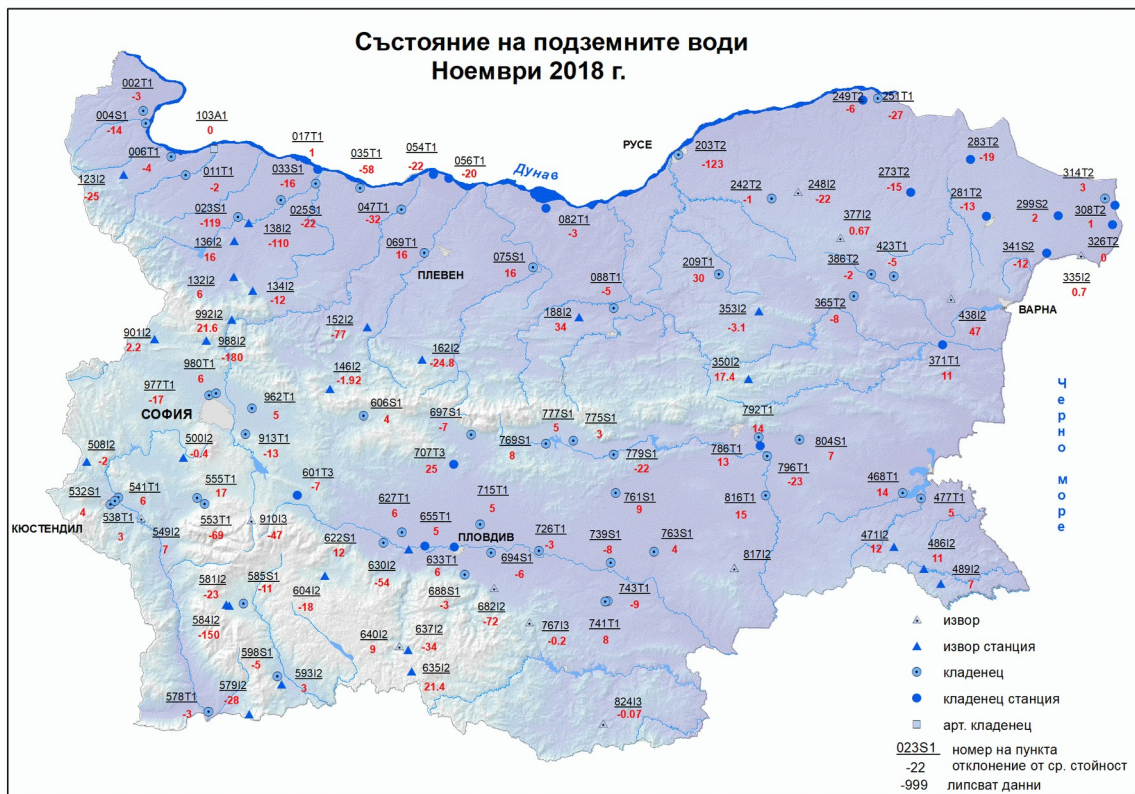 Състояние на подземните води
Ноември 2018 г.
002T1
-3
004S1
-14
103A1
0
006T1
-4
017T1
1
011T1
-2
033S1
-16
035T1
-58
054T1
-22
056T1
-20
Дунав
РУСЕ
203T2
-123
249T2
-6
251T1
-27
283T2
-19
123I2
-25
023S1
-119
025S1
-22
047T1
-32
082T1
-3
242T2
-1
248I2
-22
273T2
-15
281T2
-13
299S2
2
314T2
3
308T2
1
326T2
0
138I2
-110
136I2
16
069T1
16
ПЛЕВЕН
075S1
16
377I2
0.67
423T1
-5
386T2
-2
341S2
-12
335I2
0.7
132I2
6
134I2
-12
088T1
-5
209T1
30
365T2
-8
ВАРНА
992I2
21.6
152I2
-77
188I2
34
353I2
-3.1
438I2
47
901I2
2.2
988I2
-180
162I2
-24.8
371T1
11
980T1
6
146I2
-1.92
350I2
17.4
977T1
-17
СОФИЯ
962T1
5
606S1
4
697S1
-7
777S1
5
775S1
3
792T1
14
Черно море
508I2
-2
500I2
-0.4
913T1
-13
769S1
8
779S1
-22
786T1
13
804S1
7
707T3
25
796T1
-23
532S1
4
541T1
6
555T1
17
601T3
-7
627T1
6
715T1
5
761S1
9
816T1
15
468T1
14
477T1
5
КЮСТЕНДИЛ
538T1
3
549I2
7
553T1
-69
910I3
-47
622S1
12
655T1
5
ПЛОВДИВ
726T1
-3
739S1
-8
763S1
4
471I2
12
486I2
11
489I2
7
630I2
-54
633T1
6
694S1
-6
817I2
581I2
-23
585S1
-11
604I2
-18
688S1
-3
682I2
-72
743T1
-9
584I2
-150
640I2
9
637I2
-34
767I3
-0.2
741T1
8
598S1
-5
593I2
3
635I2
21.4
578T1
-3
579I2
-28
824I3
-0.07
извор
извор станция
кладенец
кладенец станция
арт. кладенец
023S1 номер на пункта
-22 отклонение от ср. стойност
-999 липсват данни